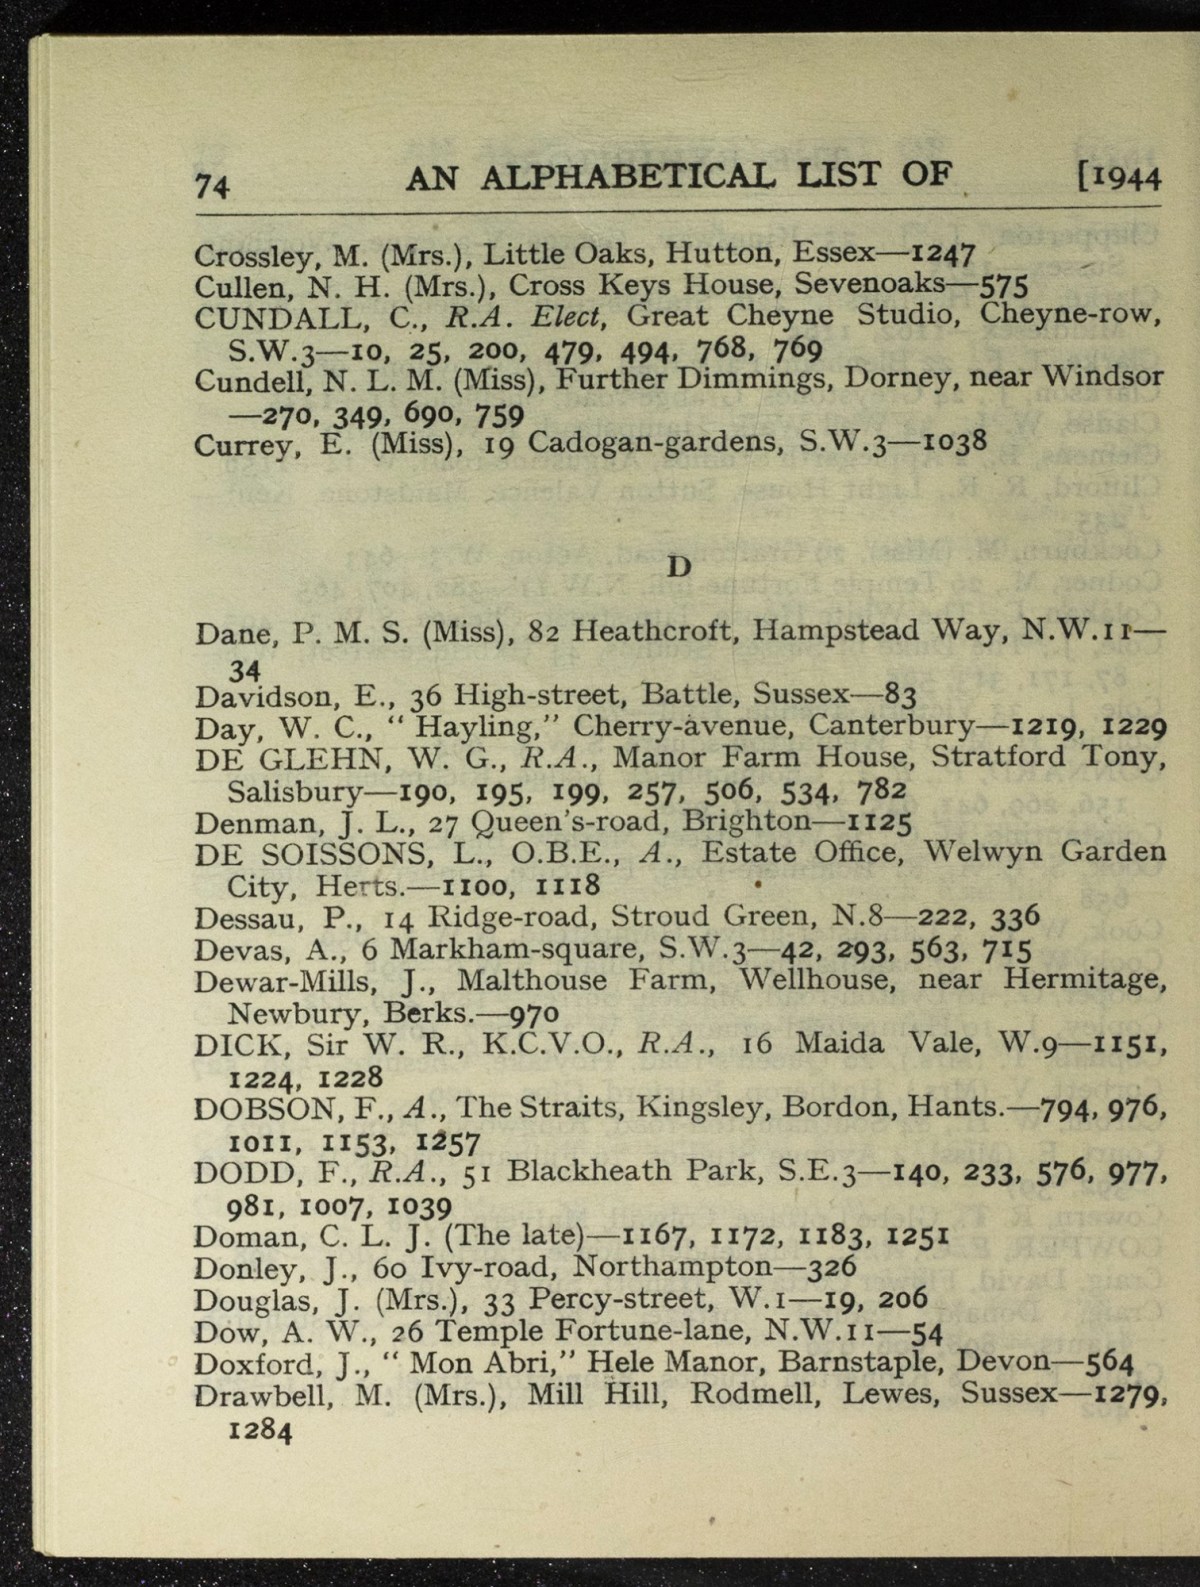 74 AN ALPHABETICAL LIST OF [1944
Crossley, M. (Mrs.), Little Oaks, Hutton, Essex—1247
Cullen, N. H. (Mrs.), Cross Keys House, Sevenoaks—575
CUNDALL, C., R.A. Elect, Great Cheyne Studio, Cheyne-row,
S.W.3—10, 25, 200, 479, 494, 768, 769
Cundell, N. L. M. (Miss), Further Dimmings, Dorney, near Windsor
—270, 349, 690, 759
Currey, E. (Miss), 19 Cadogan-gardens, S.W.3—1038
D
Dane, P. M. S. (Miss), 82 Heathcroft, Hampstead Way, N.W.11—
34
Davidson, E., 36 High-street, Battle, Sussex—83
Day, W. C., “ Hayling,” Cherry-avenue, Canterbury—1219, 1229
DE GLEHN, W. G., R.A., Manor Farm House, Stratford Tony,
Salisbury—190, 195, 199, 257, 506, 534, 782
Denman, J. L., 27 Queen's-road, Brighton—1125
DE SOISSONS, L., O.B.E., A., Estate Office, Welwyn Garden
City, Herts.—1100, 1118
Dessau, P., 14 Ridge-road, Stroud Green, N.8—222, 336
Devas, A., 6 Markham-square, S.W.3—42, 293, 563, 715
Dewar-Mills, J., Malthouse Farm, Wellhouse, near Hermitage,
Newbury, Berks.—970
DICK, Sir W. R., K.C.V.O., R.A., 16 Maida Vale, W.9—1151,
1224, 1228
DOBSON, F., A., The Straits, Kingsley, Bordon, Hants.—794, 976,
1011, 1153, 1257
DODD, F., R.A., 51 Blackheath Park, S.E.3—140, 233, 576, 977,
981, 1007, 1039
Doman, C. L. J. (The late)—1167, 1172, 1183, 1251
Donley, J., 60 Ivy-road, Northampton—326
Douglas, J. (Mrs.), 33 Percy-street, W.1—19, 206
Dow, A. W., 26 Temple Fortune-lane, N.W.11—54
Doxford, J., “ Mon Abri,” Hele Manor, Barnstaple, Devon—564
Drawbell, M. (Mrs.), Mill Hill, Rodmell, Lewes, Sussex—1279,
1284